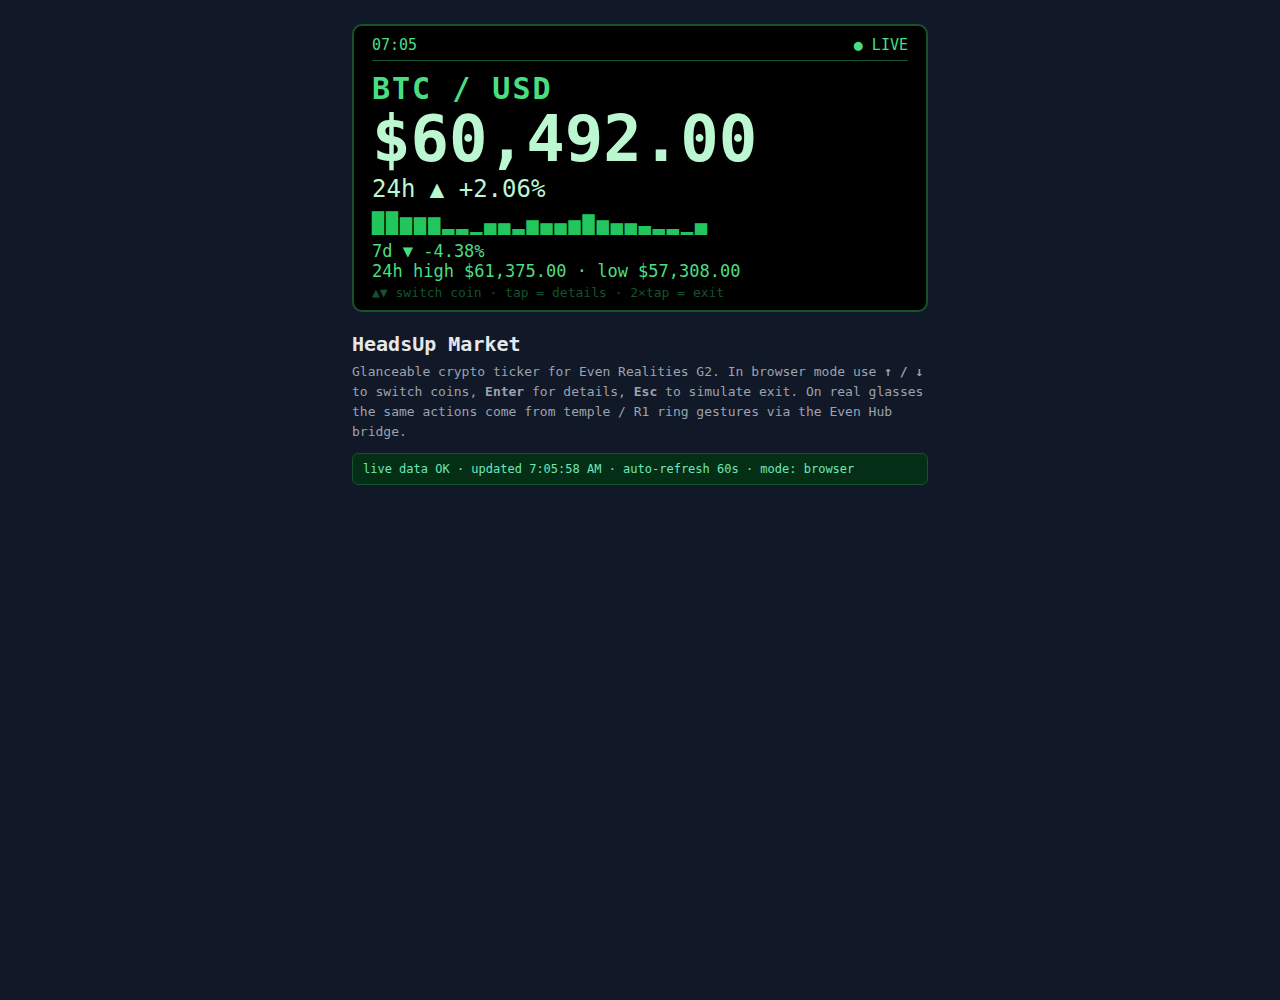 07:05 ● LIVE
BTC / USD
$60,492.00
24h ▲ +2.06%
7d ▼ -4.38%
24h high $61,375.00 · low $57,308.00
▲▼ switch coin · tap = details · 2×tap = exit
HeadsUp Market
Glanceable crypto ticker for Even Realities G2. In browser mode use ↑ / ↓
to switch coins, Enter for details, Esc to simulate exit. On real glasses
the same actions come from temple / R1 ring gestures via the Even Hub
bridge.
live data OK · updated 7:05:58 AM · auto-refresh 60s · mode: browser